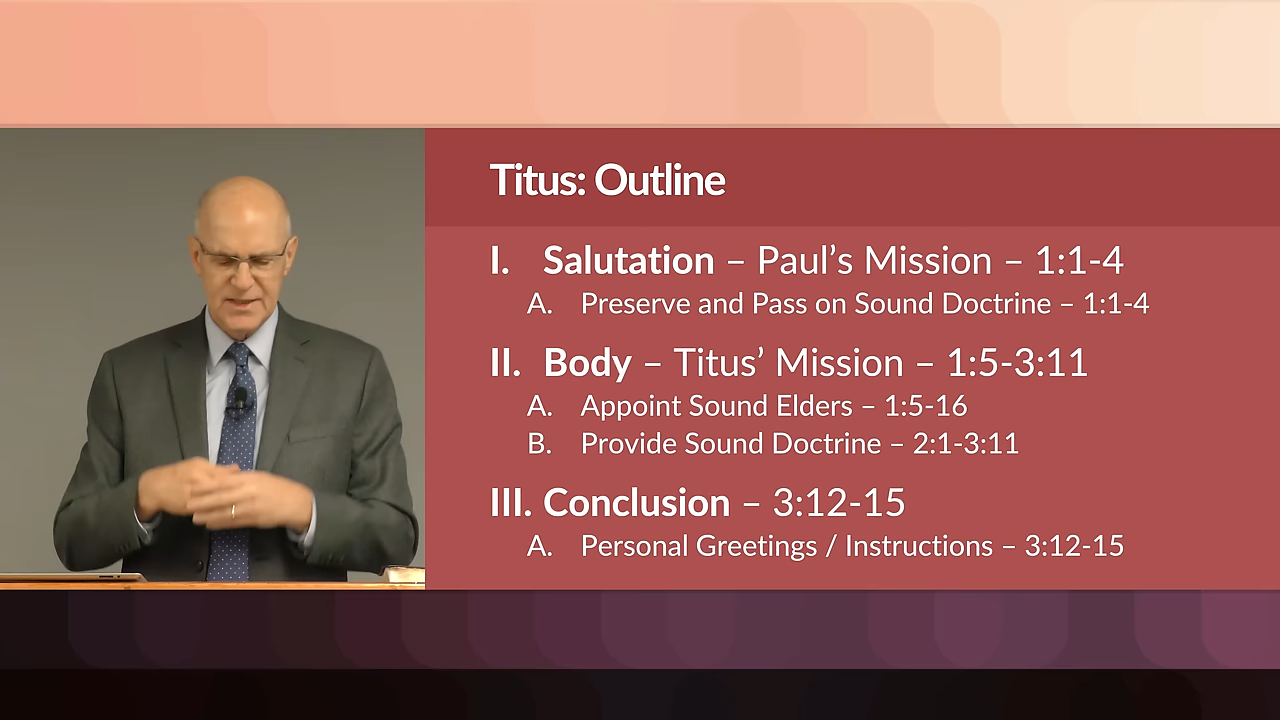 Titus: Outline
I. Salutation – Paul’s Mission – 1:1-4
A. Preserve and Pass on Sound Doctrine – 1:1-4
II. Body – Titus’ Mission – 1:5-3:11
A. Appoint Sound Elders – 1:5-16
B. Provide Sound Doctrine – 2:1-3:11
III. Conclusion – 3:12-15
A. Personal Greetings / Instructions – 3:12-15